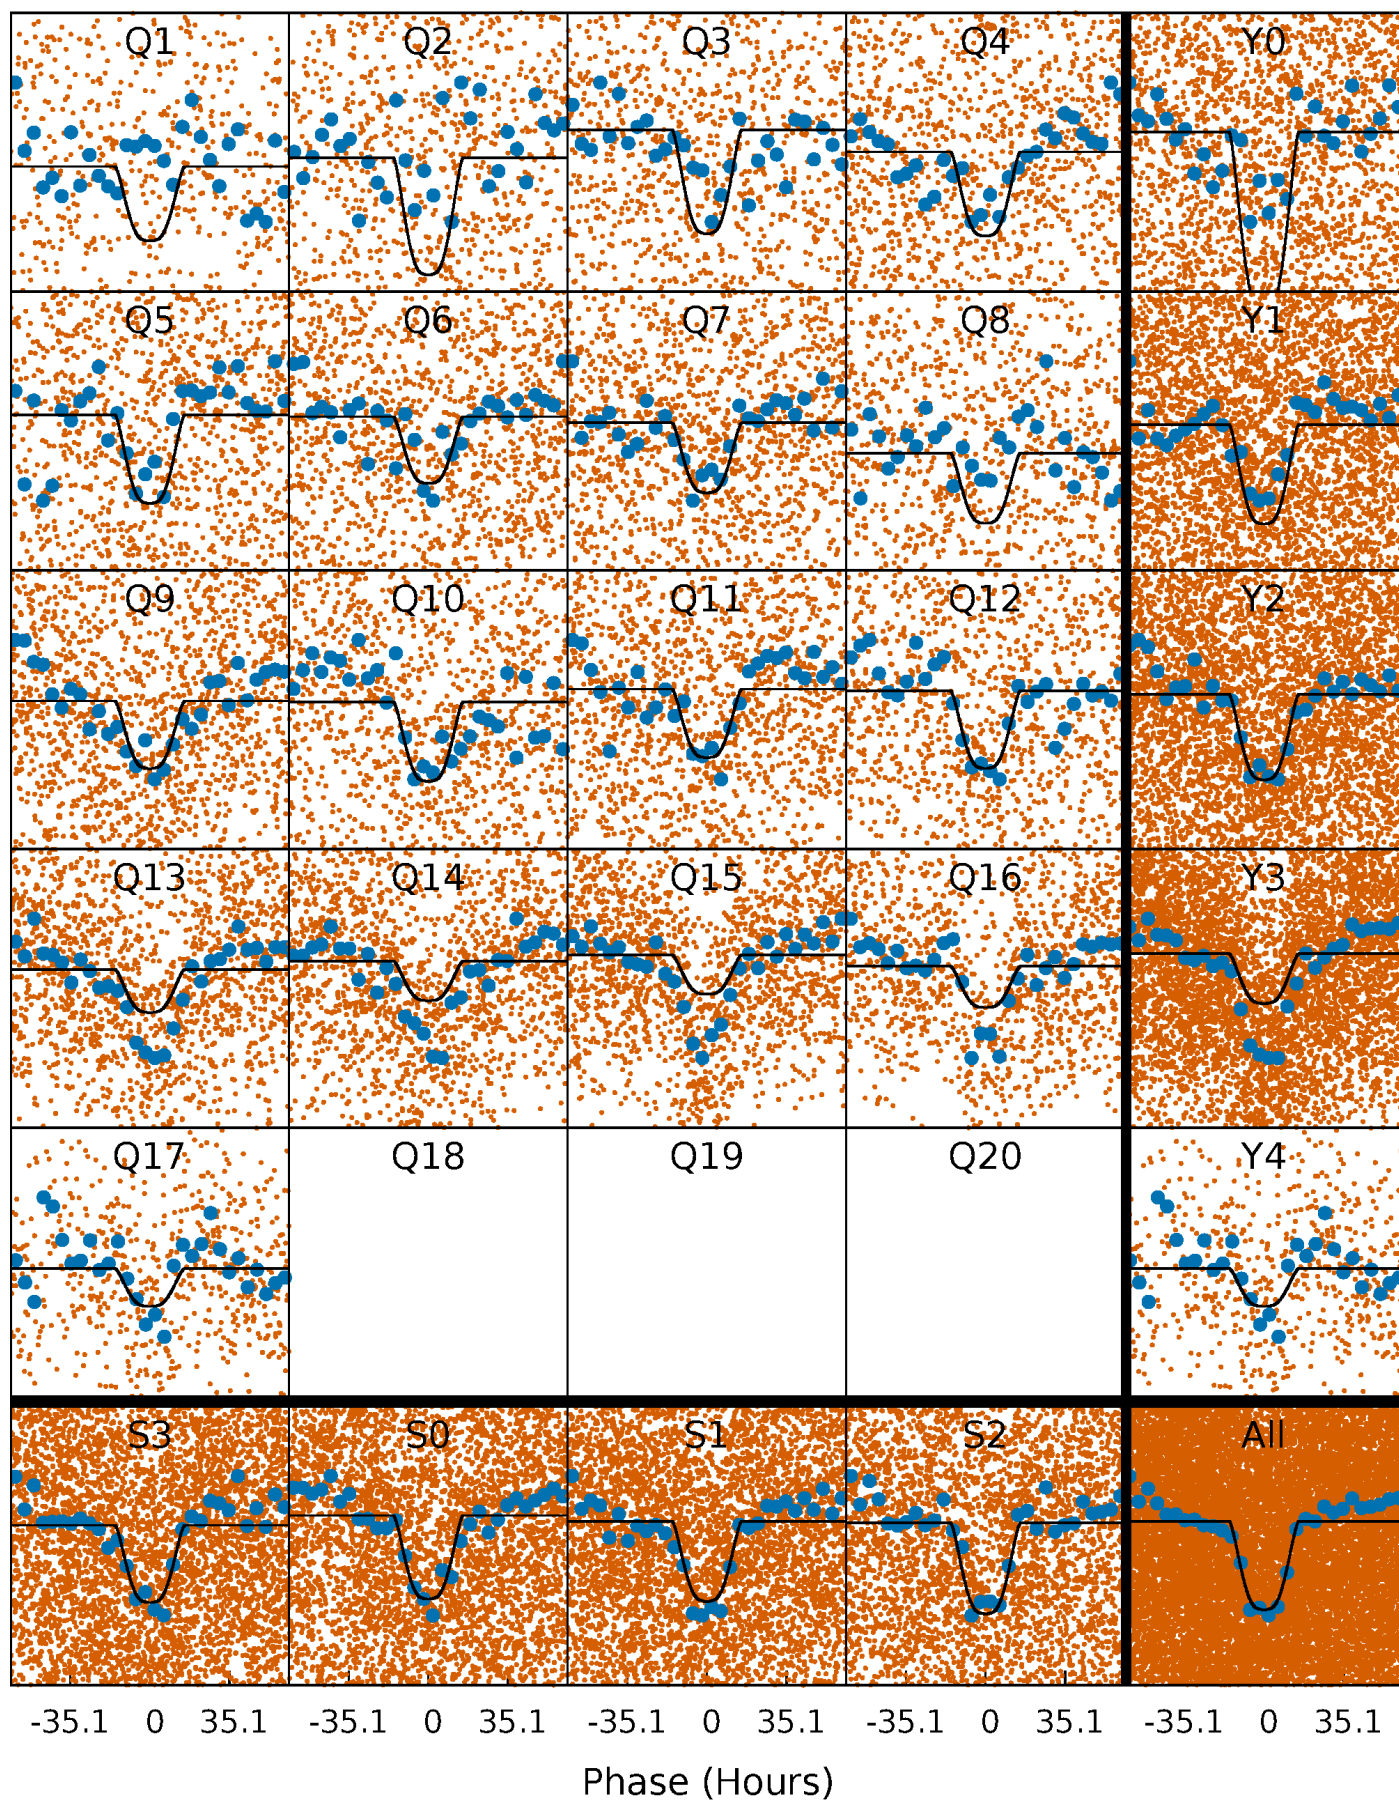 Q1 Q2 Q3 Q4 Y0
Q5 Q6 Q7 Q8 Y1
Q9 Q10 Q11 Q12 Y2
Q13 Q14 Q15 Q16 Y3
Q17 Q18 Q19 Q20 Y4
S3 S0 S1 S2 All
-35.1 0 35.1 -35.1 0 35.1 -35.1 0 35.1 -35.1 0 35.1 -35.1 0 35.1
Phase (Hours)